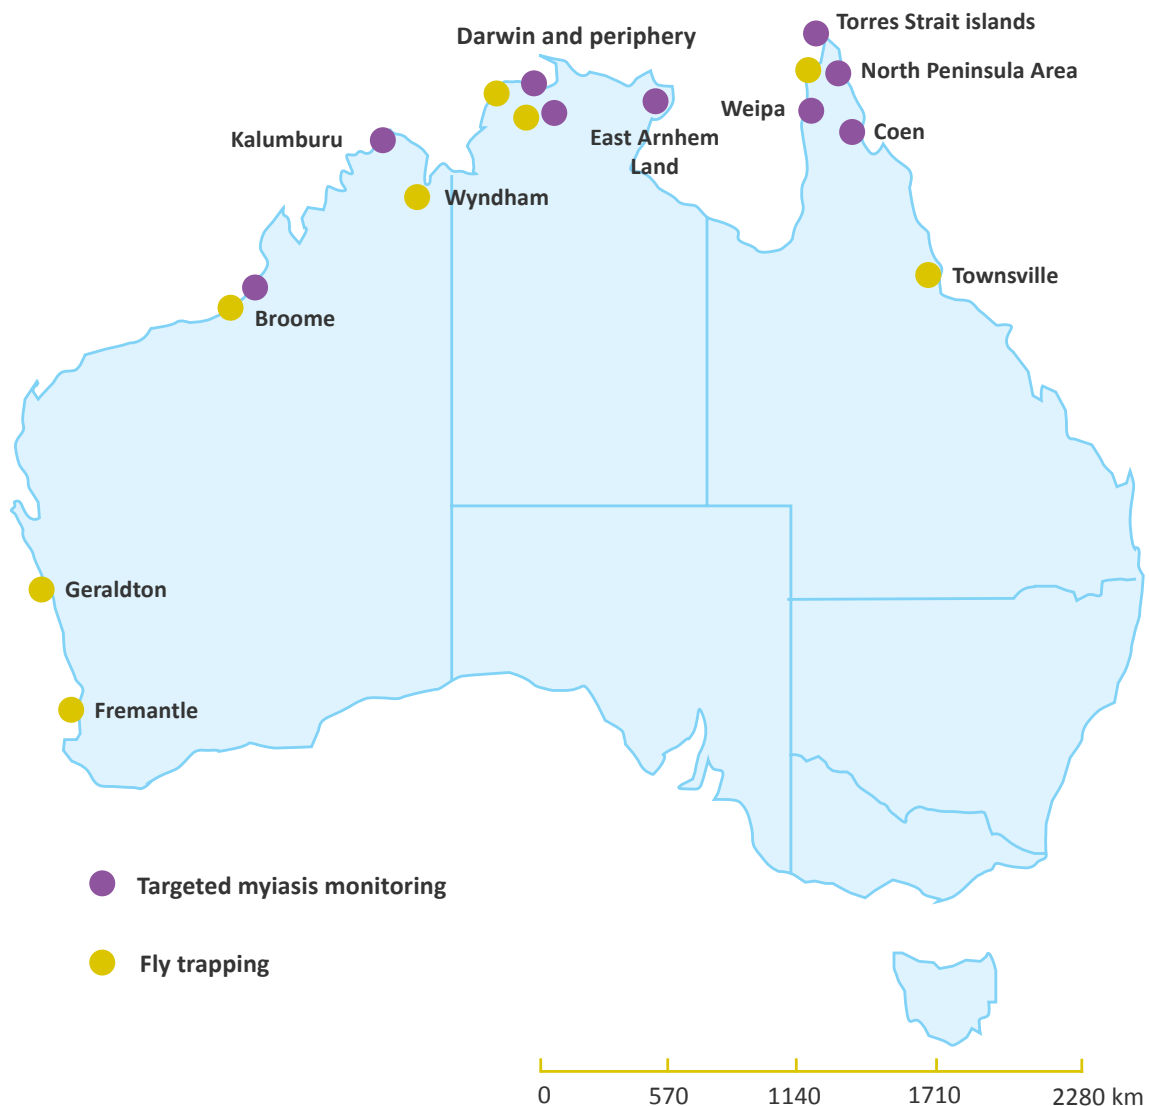 Torres Strait islands
Darwin and periphery
North Peninsula Area
Weipa
Coen
Kalumburu
East Arnhem
Land
Wyndham
Townsville
Broome
Geraldton
Fremantle
Targeted myiasis monitoring
Fly trapping
0 570 1140 1710 2280 km